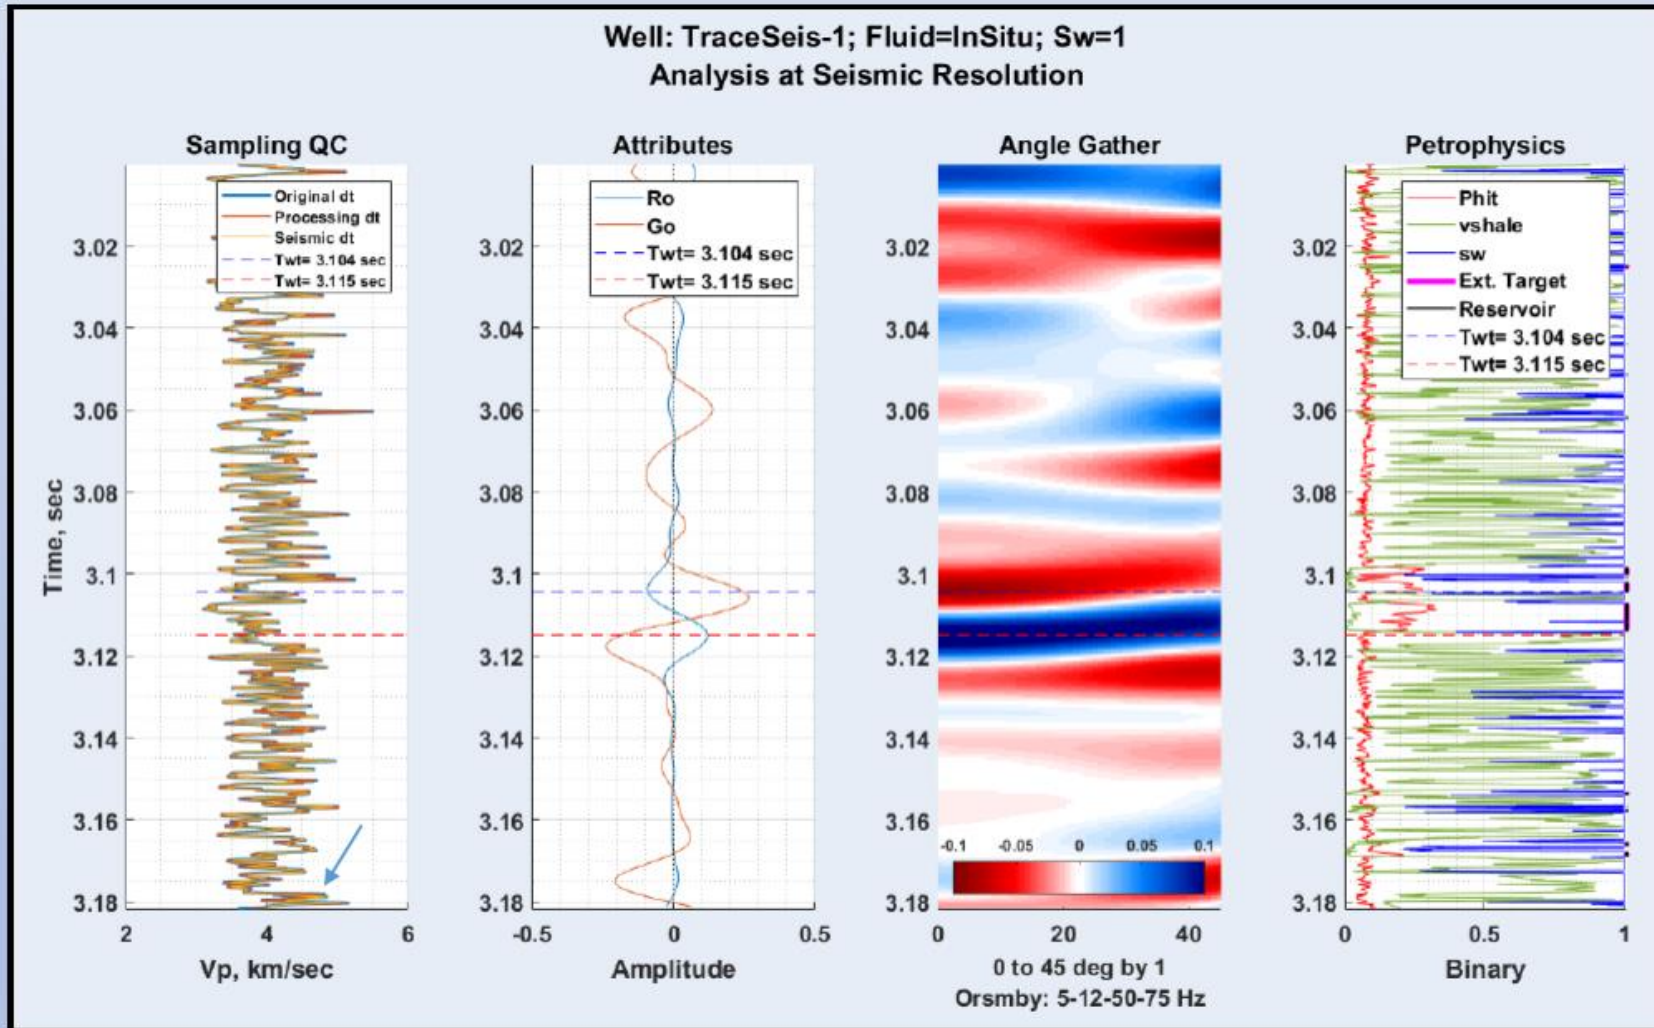 Well: TraceSeis-1; Fluid=InSitu; Sw=1
Analysis at Seismic Resolution
Sampling QC
Original dt
Processing dt
Seismic dt
Twt= 3.104 sec
Twt= 3.115 sec
Time, sec
3.02
3.04
3.06
3.08
3.1
3.12
3.14
3.16
3.18
2
4
6
Vp, km/sec
Attributes
Ro
Go
Twt= 3.104 sec
Twt= 3.115 sec
3.02
3.04
3.06
3.08
3.1
3.12
3.14
3.16
3.18
-0.5
0
0.5
Amplitude
Angle Gather
3.02
3.04
3.06
3.08
3.1
3.12
3.14
3.16
3.18
-0.1 -0.05 0 0.05 0.1
0
20
40
0 to 45 deg by 1
Orsmby: 5-12-50-75 Hz
Petrophysics
Phit
vshale
sw
Ext. Target
Reservoir
Twt= 3.104 sec
Twt= 3.115 sec
3.02
3.04
3.06
3.08
3.1
3.12
3.14
3.16
3.18
0
0.5
1
Binary